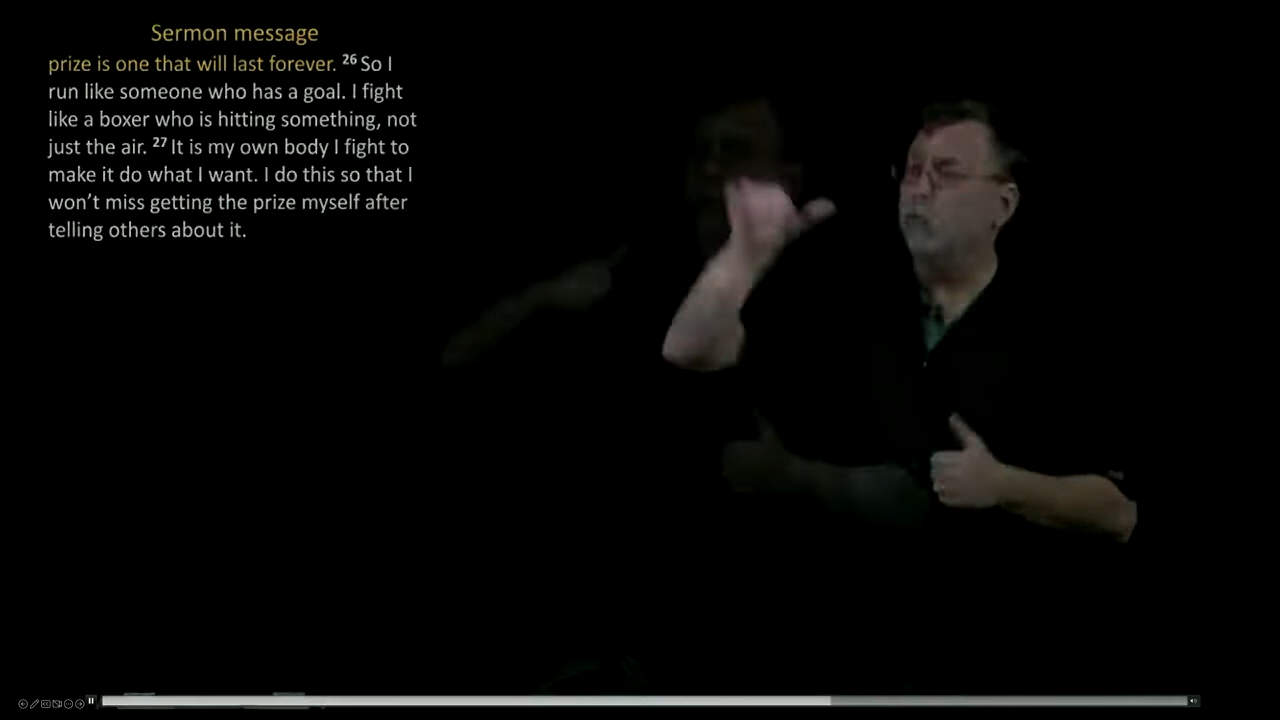 Sermon message
prize is one that will last forever. 26 So I
run like someone who has a goal. I fight
like a boxer who is hitting something, not
just the air. 27 It is my own body I fight to
make it do what I want. I do this so that I
won’t miss getting the prize myself after
telling others about it.